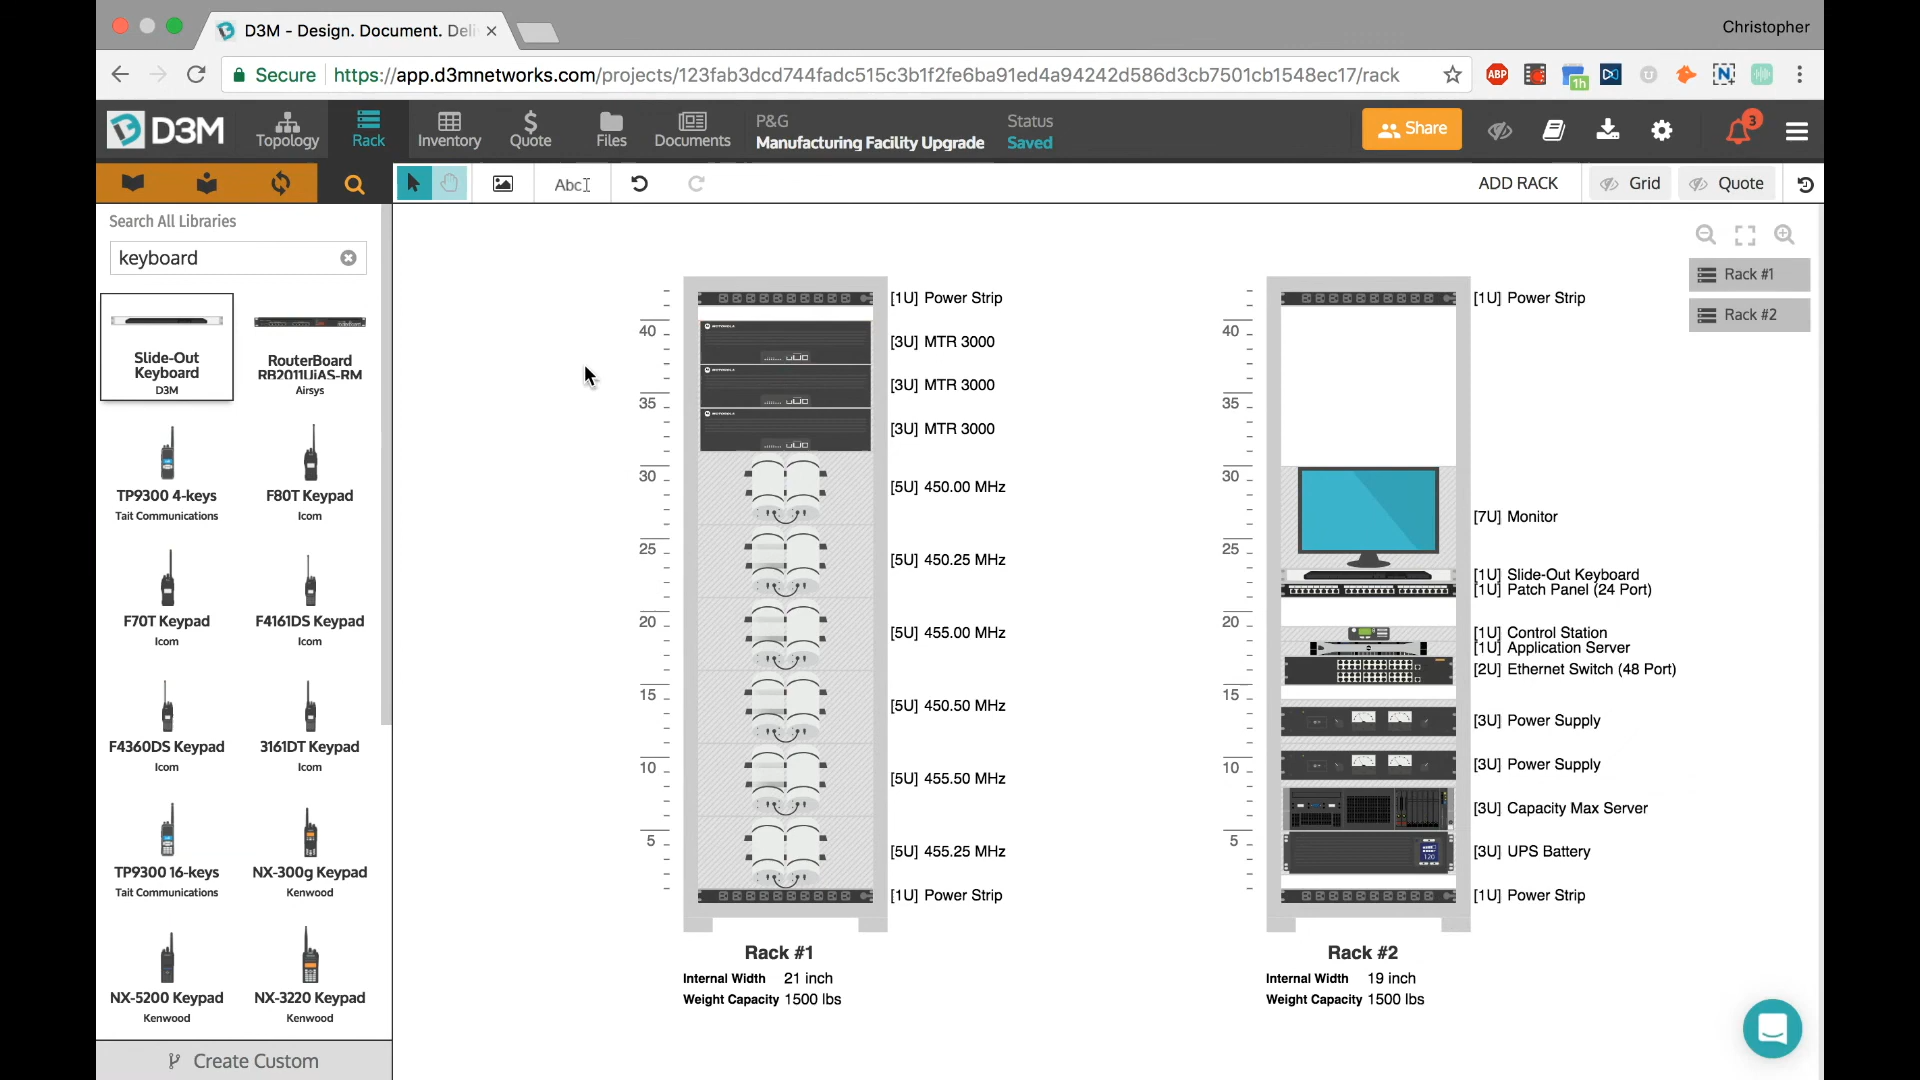 D3M - Design. Document. Deli
Christopher
Secure
https://app.d3mnetworks.com/projects/123fab3dcd744fadc515c3b1f2fe6ba91ed4a94242d586d3cb7501cb1548ec17/rack
ABP
1h
N
D3M
Topology
Rack
Inventory
Quote
Files
Documents
P&G
Manufacturing Facility Upgrade
Status
Saved
Share
3
Abc
ADD RACK
Grid
Quote
Search All Libraries
keyboard
Slide-Out
Keyboard
D3M
RouterBoard
RB2011UiAS-RM
Airsys
TP9300 4-keys
Tait Communications
F80T Keypad
Icom
F70T Keypad
Icom
F4161DS Keypad
Icom
F4360DS Keypad
Icom
3161DT Keypad
Icom
TP9300 16-keys
Tait Communications
NX-300g Keypad
Kenwood
NX-5200 Keypad
Kenwood
NX-3220 Keypad
Kenwood
Create Custom
40
35
30
25
20
15
10
5
[1U] Power Strip
[3U] MTR 3000
[3U] MTR 3000
[3U] MTR 3000
[5U] 450.00 MHz
[5U] 450.25 MHz
[5U] 455.00 MHz
[5U] 450.50 MHz
[5U] 455.50 MHz
[5U] 455.25 MHz
[1U] Power Strip
Rack #1
Internal Width 21 inch
Weight Capacity 1500 lbs
40
35
30
25
20
15
10
5
[1U] Power Strip
[7U] Monitor
[1U] Slide-Out Keyboard
[1U] Patch Panel (24 Port)
[1U] Control Station
[1U] Application Server
[2U] Ethernet Switch (48 Port)
[3U] Power Supply
[3U] Power Supply
[3U] Capacity Max Server
[3U] UPS Battery
[1U] Power Strip
120
Rack #2
Internal Width 19 inch
Weight Capacity 1500 lbs
Rack #1
Rack #2